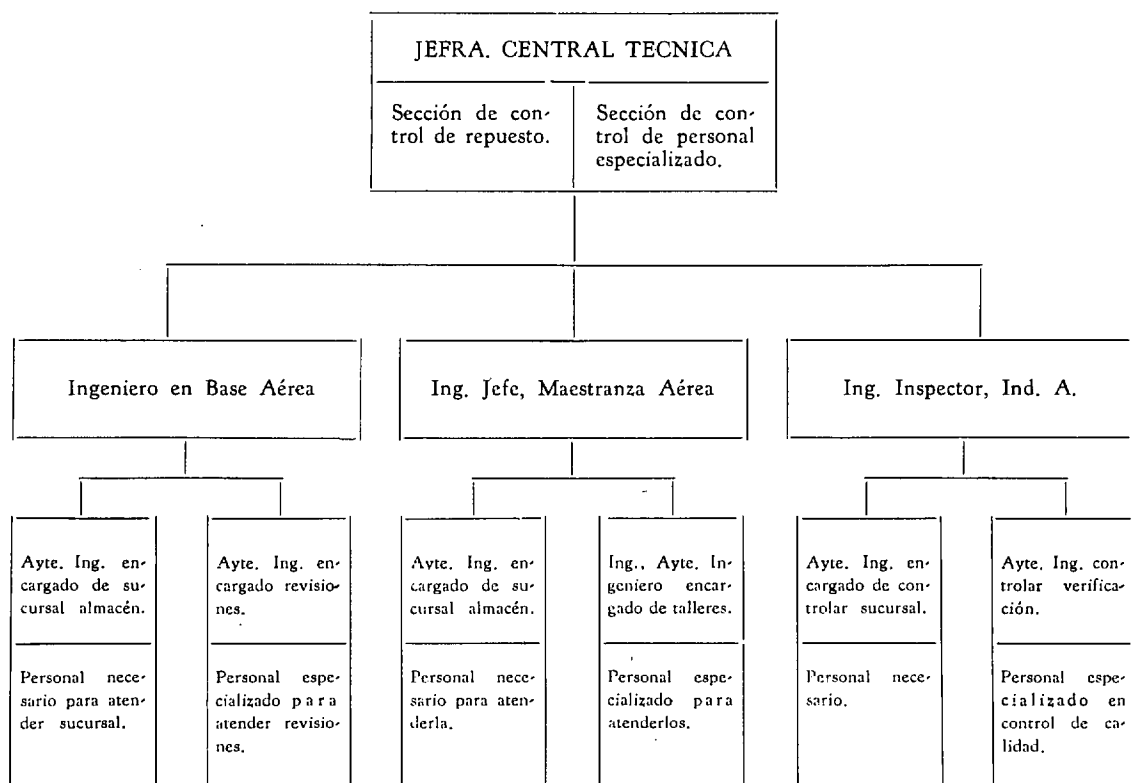 JEFRA. CENTRAL TECNICA
Sección de con-
trol de repuesto.
Sección de con-
trol de personal
especializado.
Ingeniero en Base Aérea
Ing. Jefe, Maestranza Aérea
Ing. Inspector, Ind. A.
Ayte. Ing. en-
cargado de su-
cursal almacén.
Personal nece-
sario para aten-
der sucursal.
Ayte. Ing. en-
cargado revisio-
nes.
Personal espe-
cializado para
atender revisio-
nes.
Ayte. Ing. en-
cargado de su-
cursal almacén.
Personal nece-
sario para aten-
derla.
Ing., Ayte. In-
geniero encar-
gado de talleres.
Personal espe-
cializado para
atenderlos.
Ayte. Ing. en-
cargado de con-
trolar sucursal.
Personal nece-
sario.
Ayte. Ing. con-
trolar verifica-
ción.
Personal espe-
cializado en
control de ca-
lidad.